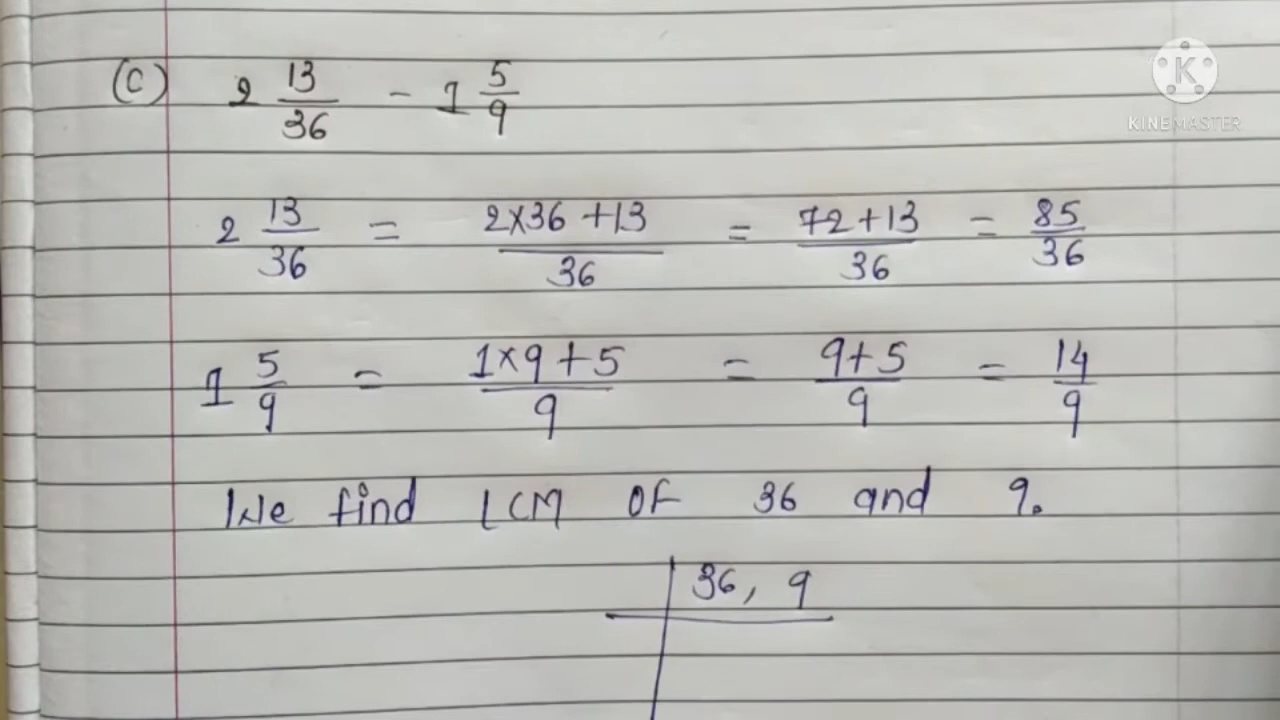 (C) 2 13/36 - 1 5/9
2 13/36 = 2×36+13/36 = 72+13/36 = 85/36
1 5/9 = 1×9+5/9 = 9+5/9 = 14/9
We find LCM OF 36 and 9.
36, 9
K
KINEMASTER